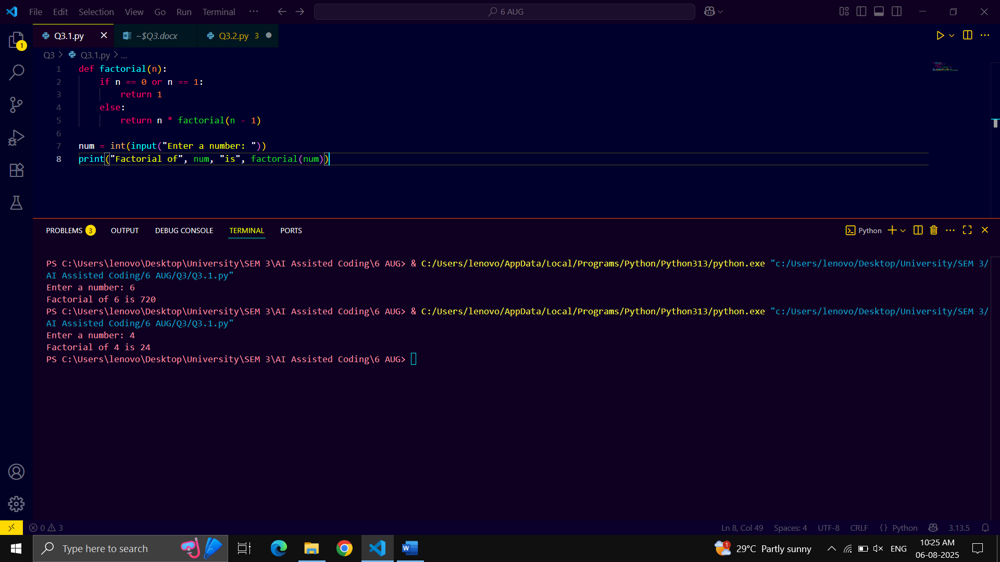 File Edit Selection View Go Run Terminal ··· 6 AUG
1
Q3.1.py ~$Q3.docx Q3.2.py 3
Q3 > Q3.1.py > ...
1 def factorial(n):
2     if n == 0 or n == 1:
3         return 1
4     else:
5         return n * factorial(n - 1)
6
7 num = int(input("Enter a number: "))
8 print("Factorial of", num, "is", factorial(num))
PROBLEMS 3 OUTPUT DEBUG CONSOLE TERMINAL PORTS Python
PS C:\Users\lenovo\Desktop\University\SEM 3\AI Assisted Coding\6 AUG> & C:/Users/lenovo/AppData/Local/Programs/Python/Python313/python.exe "c:/Users/lenovo/Desktop/University/SEM 3/
AI Assisted Coding/6 AUG/Q3/Q3.1.py"
Enter a number: 6
Factorial of 6 is 720
PS C:\Users\lenovo\Desktop\University\SEM 3\AI Assisted Coding\6 AUG> & C:/Users/lenovo/AppData/Local/Programs/Python/Python313/python.exe "c:/Users/lenovo/Desktop/University/SEM 3/
AI Assisted Coding/6 AUG/Q3/Q3.1.py"
Enter a number: 4
Factorial of 4 is 24
PS C:\Users\lenovo\Desktop\University\SEM 3\AI Assisted Coding\6 AUG>
0 3 Ln 8, Col 49 Spaces: 4 UTF-8 CRLF {} Python 3.13.5
Type here to search W 1 29°C Partly sunny ENG 10:25 AM
06-08-2025